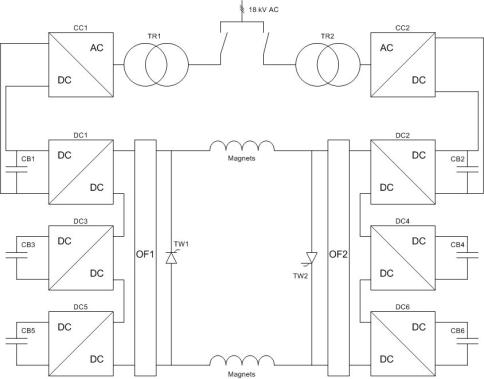 18 kV AC
CC1
TR1
TR2
CC2
AC
DC
AC
DC
DC1
DC2
DC
DC
CB1
Magnets
DC
DC
CB2
DC3
DC4
DC
DC
CB3
OF1
TW1
TW2
OF2
DC
DC
CB4
DC5
DC6
DC
DC
CB5
Magnets
DC
DC
CB6